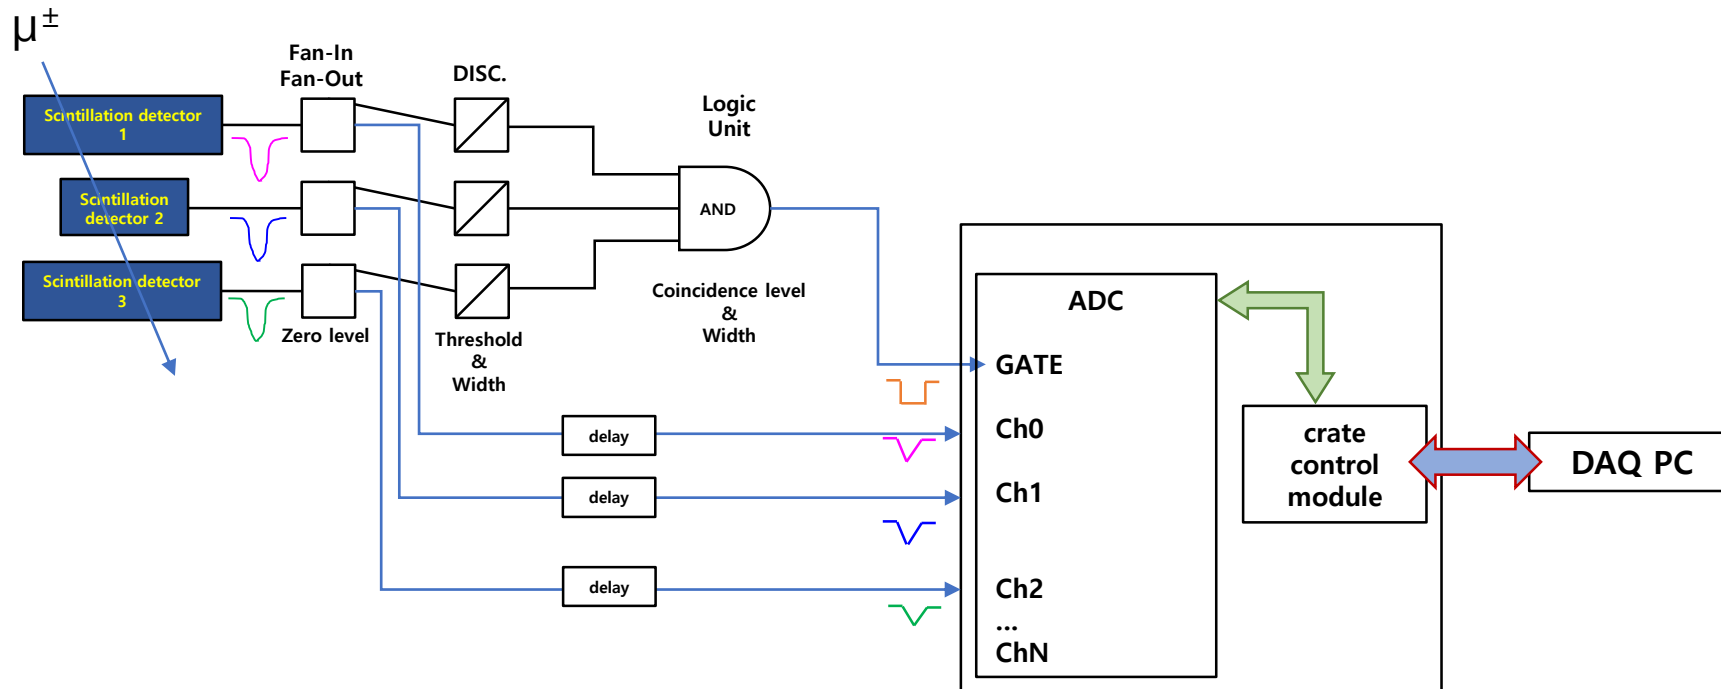 μ±
Fan-In
Fan-Out
DISC.
Logic
Unit
Scintillation detector
1
Scintillation
detector 2
Scintillation detector
3
AND
Zero level
Threshold
&
Width
Coincidence level
&
Width
ADC
GATE
delay
Ch0
delay
Ch1
delay
Ch2
...
ChN
crate
control
module
DAQ PC